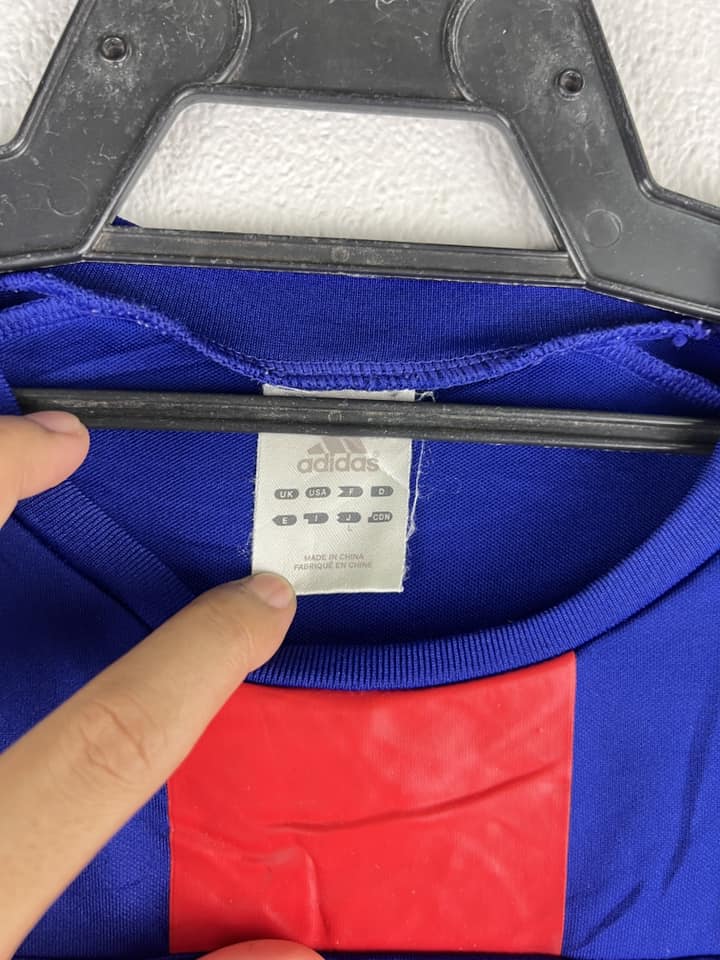 adidas
UK USA F D
E I J CDN
MADE IN CHINA
FABRIQUÉ EN CHINE